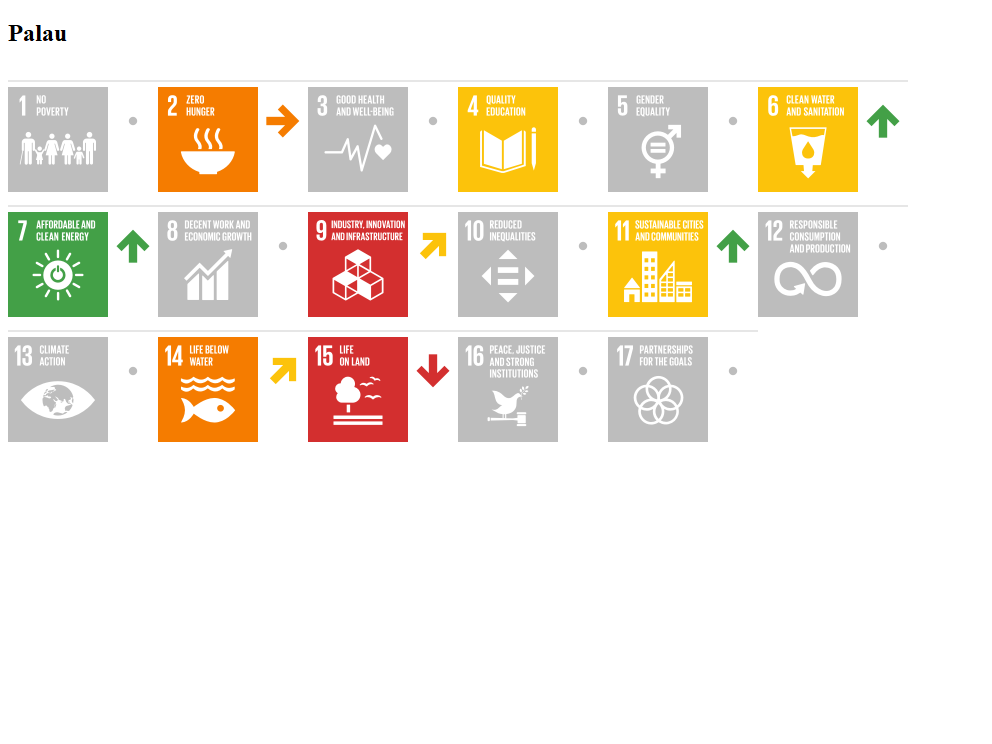 Palau
1 NO
POVERTY
2 ZERO
HUNGER
3 GOOD HEALTH
AND WELL-BEING
4 QUALITY
EDUCATION
5 GENDER
EQUALITY
6 CLEAN WATER
AND SANITATION
7 AFFORDABLE AND
CLEAN ENERGY
8 DECENT WORK AND
ECONOMIC GROWTH
9 INDUSTRY, INNOVATION
AND INFRASTRUCTURE
10 REDUCED
INEQUALITIES
11 SUSTAINABLE CITIES
AND COMMUNITIES
12 RESPONSIBLE
CONSUMPTION
AND PRODUCTION
13 CLIMATE
ACTION
14 LIFE BELOW
WATER
15 LIFE
ON LAND
16 PEACE, JUSTICE
AND STRONG
INSTITUTIONS
17 PARTNERSHIPS
FOR THE GOALS